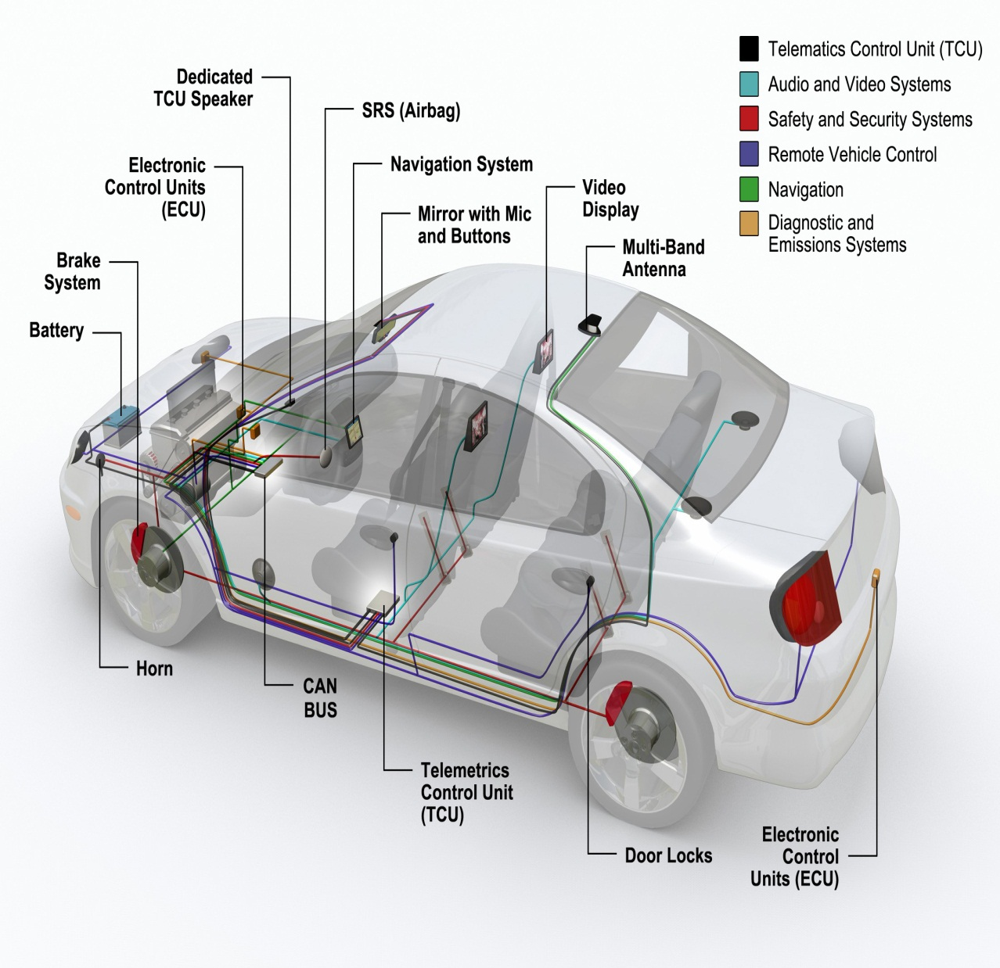 Telematics Control Unit (TCU)
Audio and Video Systems
Safety and Security Systems
Remote Vehicle Control
Navigation
Diagnostic and
Emissions Systems
Dedicated
TCU Speaker
SRS (Airbag)
Electronic
Control Units
(ECU)
Navigation System
Mirror with Mic
and Buttons
Video
Display
Multi-Band
Antenna
Brake
System
Battery
Horn
CAN
BUS
Telemetrics
Control Unit
(TCU)
Door Locks
Electronic
Control
Units (ECU)